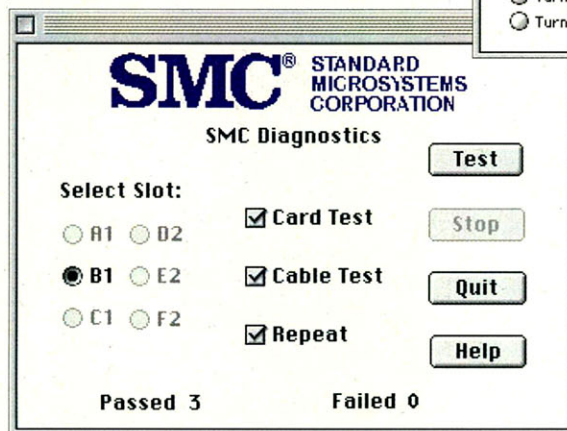 Turn
SMC® STANDARD
MICROSYSTEMS
CORPORATION
SMC Diagnostics
Test
Select Slot:
A1 D2
Card Test
Stop
B1 E2
Cable Test
Quit
C1 F2
Repeat
Help
Passed 3 Failed 0